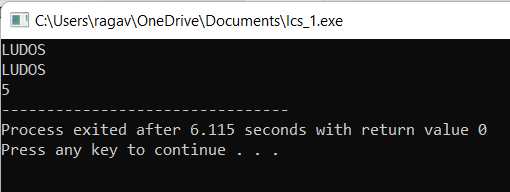 C:\Users\ragav\OneDrive\Documents\lcs_1.exe
LUDOS
LUDOS
5
--------------------------------
Process exited after 6.115 seconds with return value 0
Press any key to continue . . .